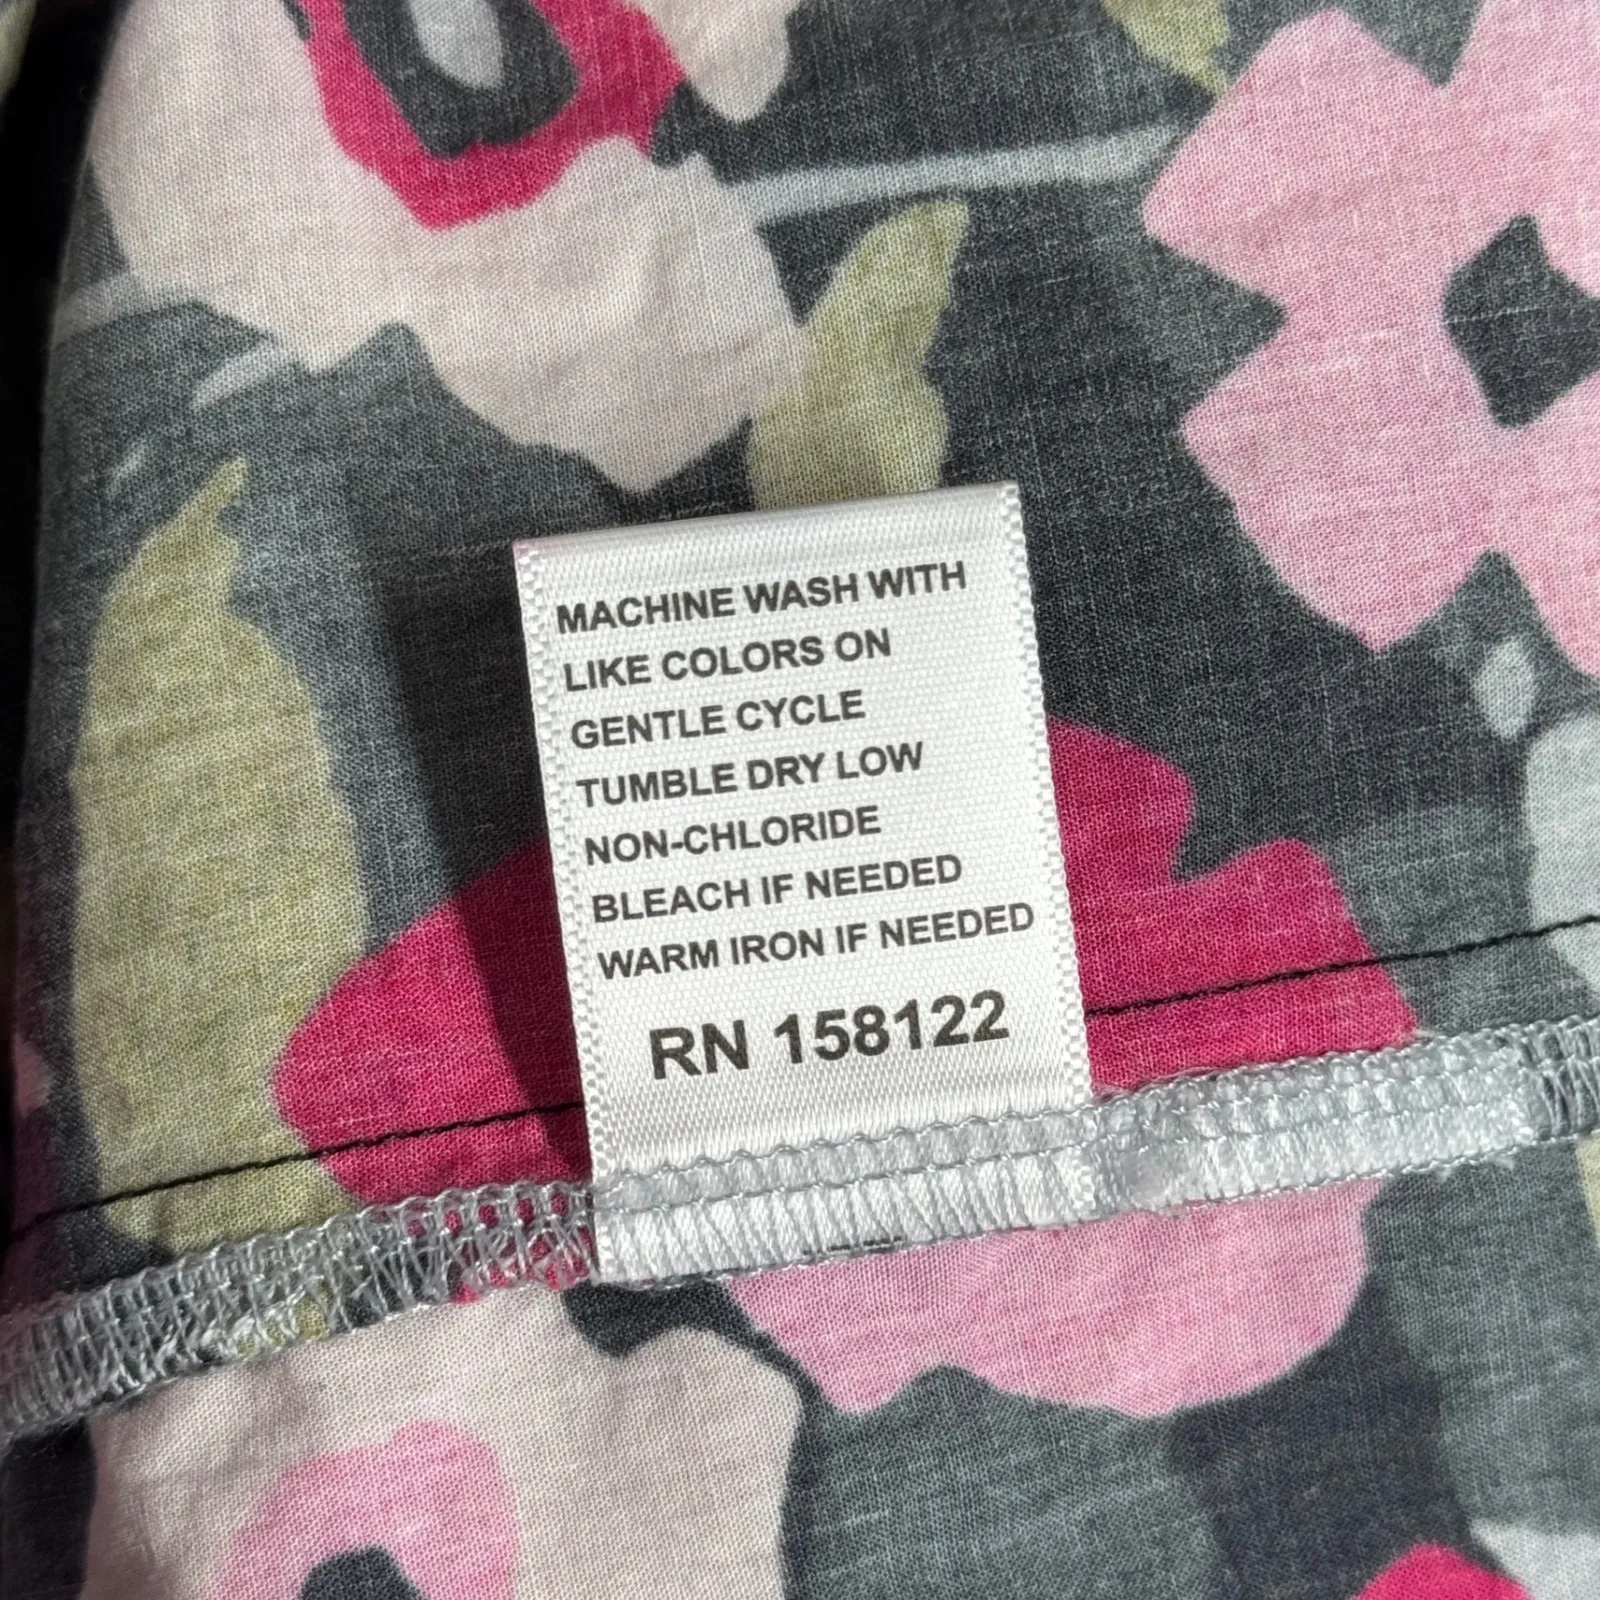 MACHINE WASH WITH
LIKE COLORS ON
GENTLE CYCLE
TUMBLE DRY LOW
NON-CHLORIDE
BLEACH IF NEEDED
WARM IRON IF NEEDED
RN 158122